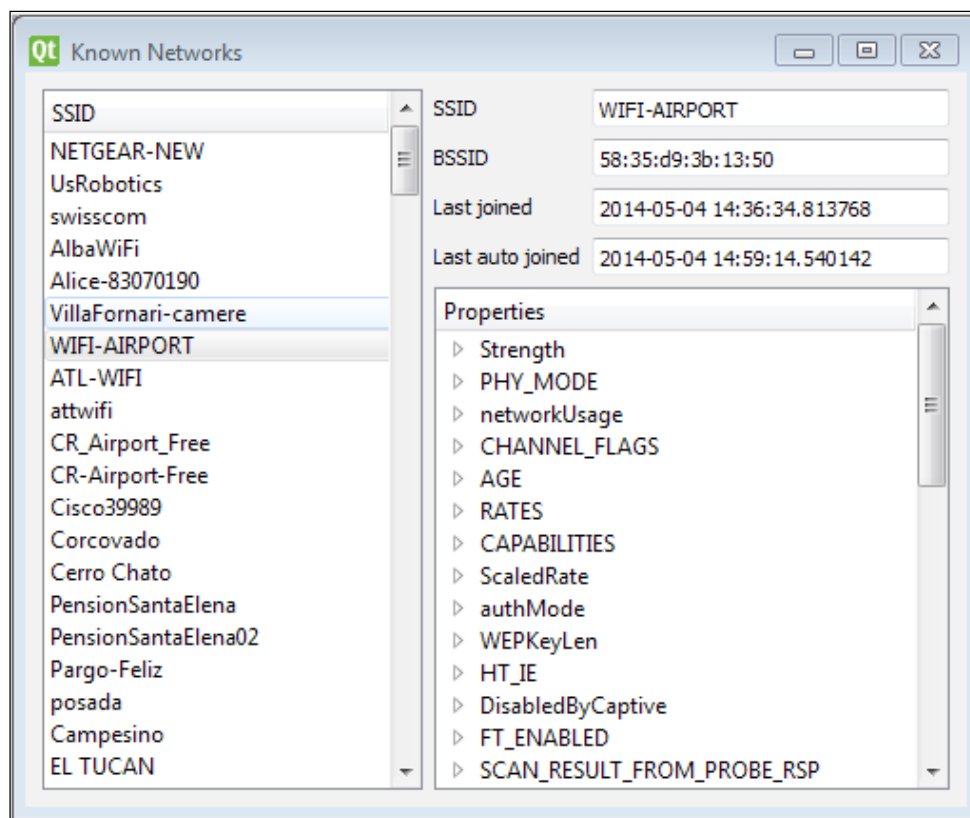 Qt Known Networks
SSID
NETGEAR-NEW
UsRobotics
swisscom
AlbaWiFi
Alice-83070190
VillaFornari-camere
WIFI-AIRPORT
ATL-WIFI
attwifi
CR_Airport_Free
CR-Airport-Free
Cisco39989
Corcovado
Cerro Chato
PensionSantaElena
PensionSantaElena02
Pargo-Feliz
posada
Campesino
EL TUCAN
SSID WIFI-AIRPORT
BSSID 58:35:d9:3b:13:50
Last joined 2014-05-04 14:36:34.813768
Last auto joined 2014-05-04 14:59:14.540142
Properties
Strength
PHY_MODE
networkUsage
CHANNEL_FLAGS
AGE
RATES
CAPABILITIES
ScaledRate
authMode
WEPKeyLen
HT_IE
DisabledByCaptive
FT_ENABLED
SCAN_RESULT_FROM_PROBE_RSP